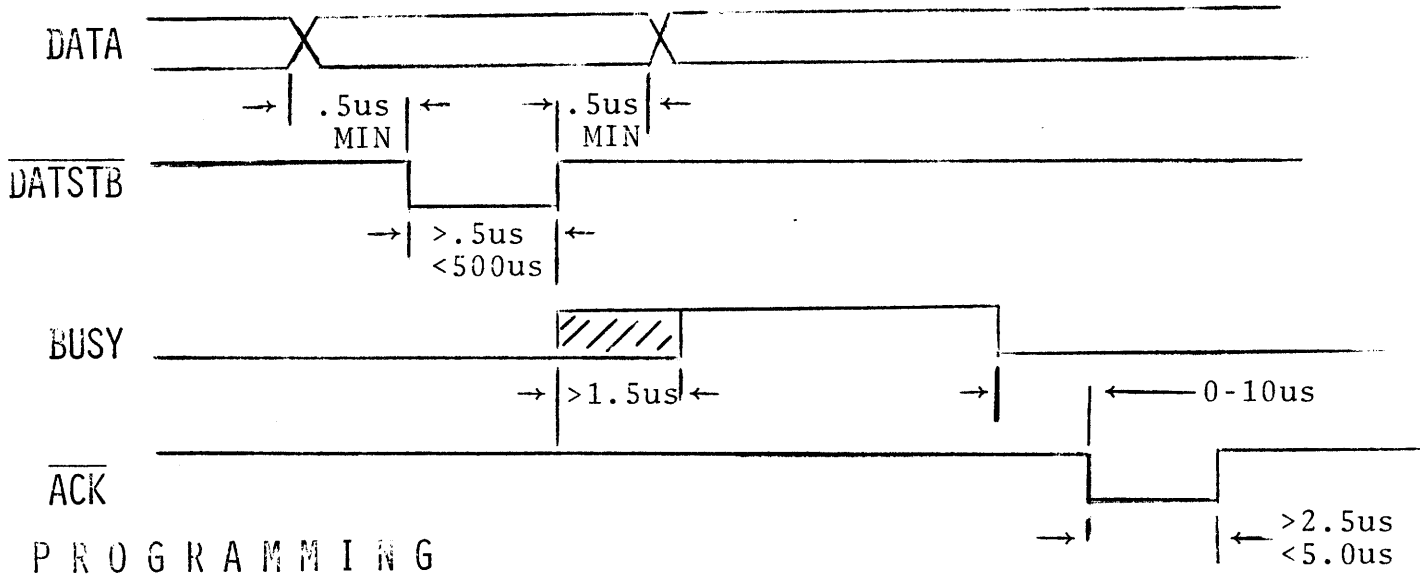 DATA
.5us
MIN
.5us
MIN
DATSTB
>.5us
<500us
BUSY
>1.5us
0-10us
ACK
>2.5us
<5.0us
PROGRAMMING